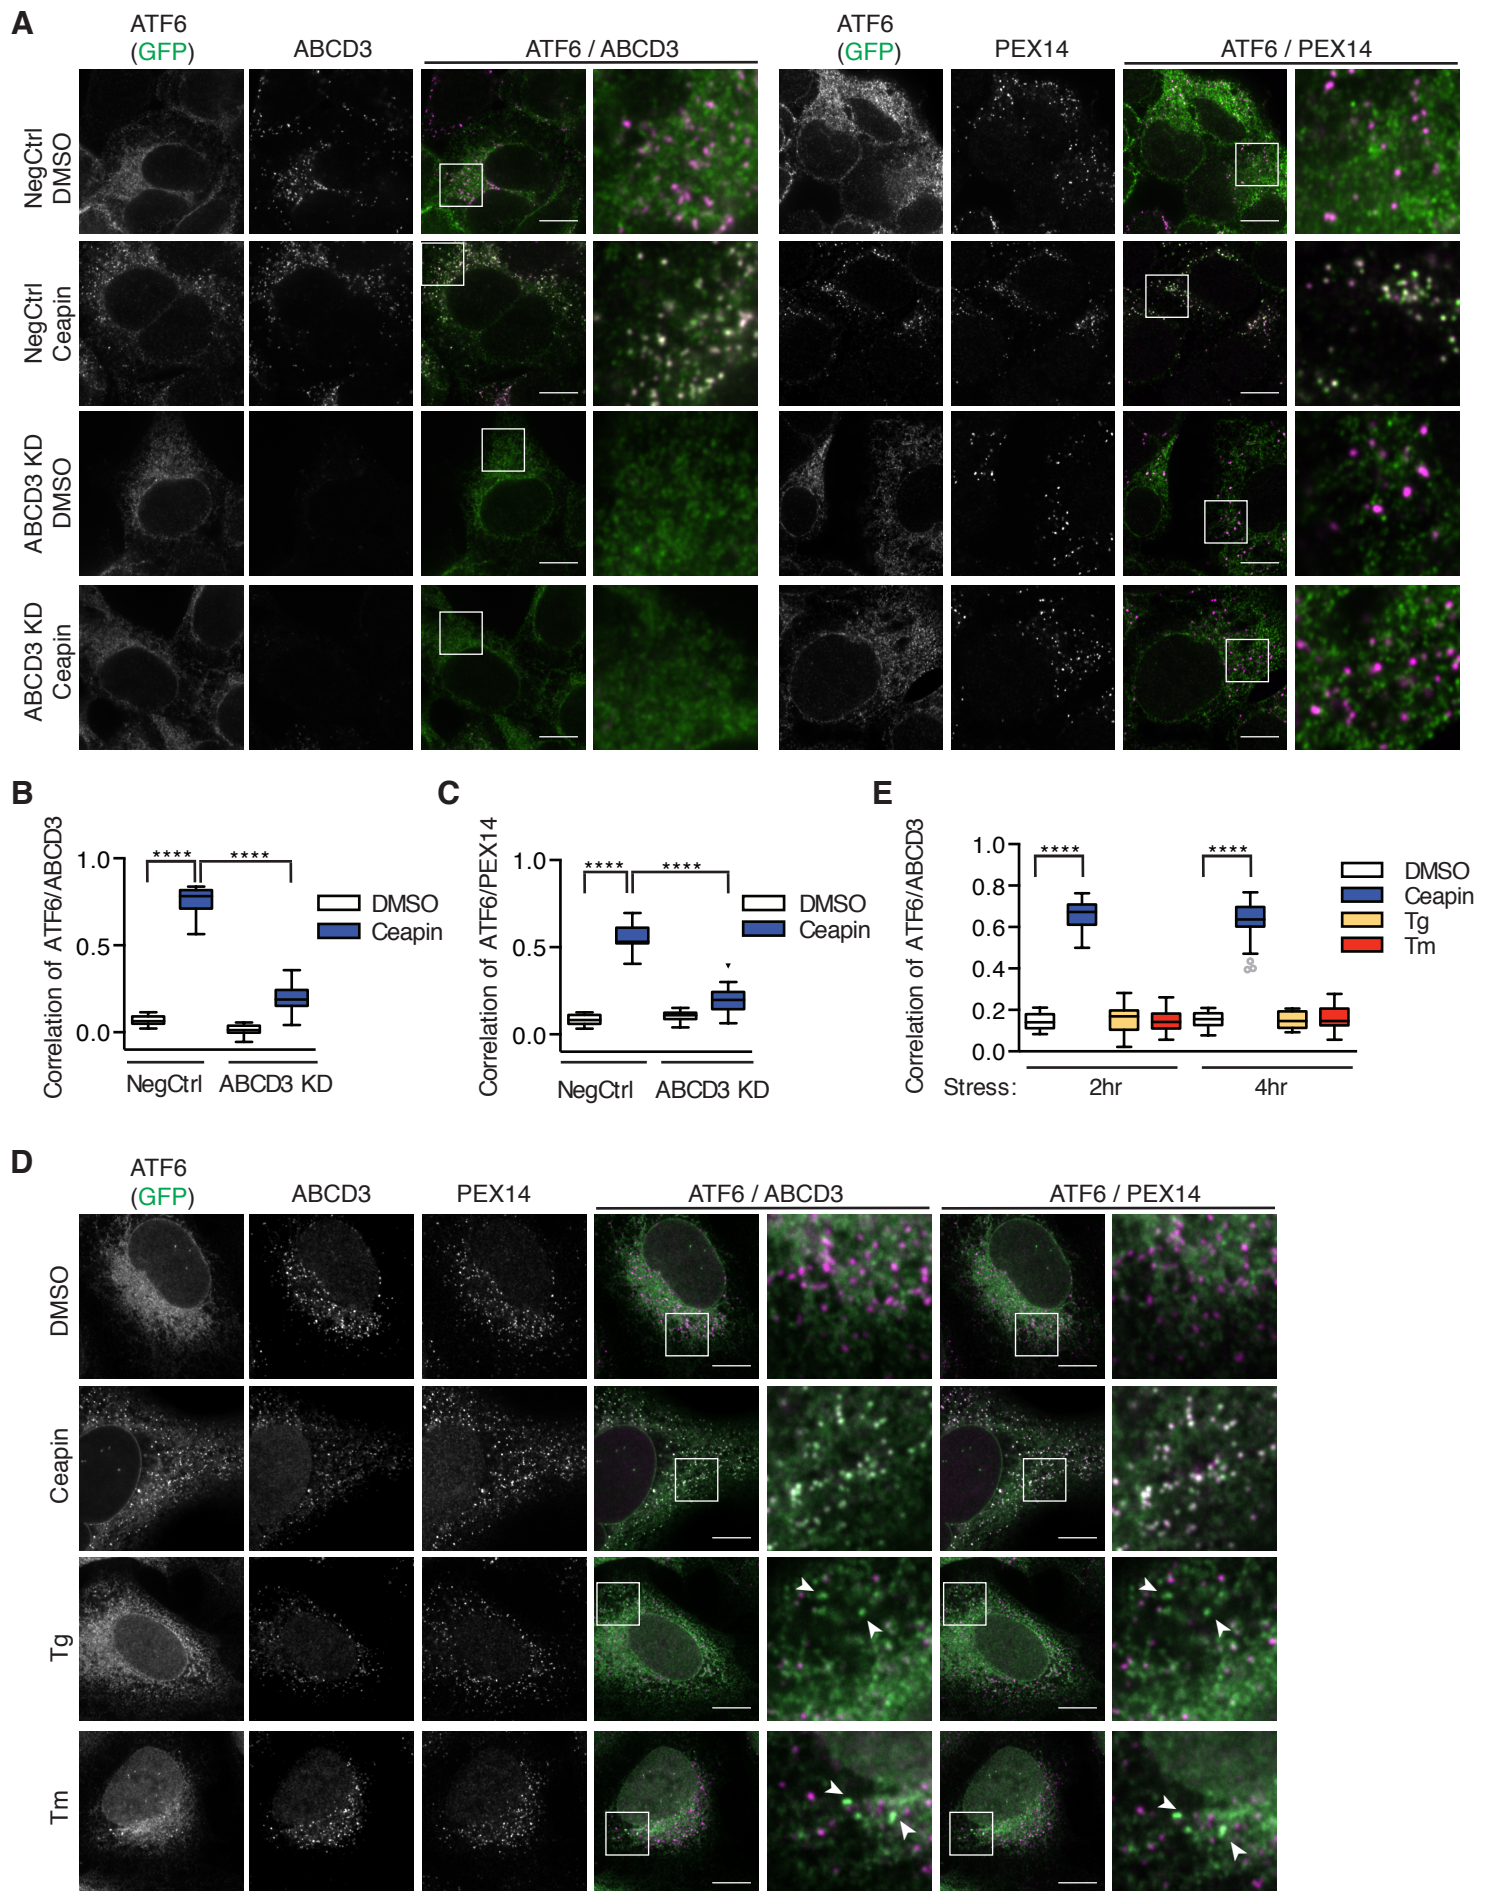 A
ATF6
(GFP)
ABCD3
ATF6 / ABCD3
ATF6
(GFP)
PEX14
ATF6 / PEX14
NegCtrl
DMSO
NegCtrl
Ceapin
ABCD3 KD
DMSO
ABCD3 KD
Ceapin
B
Correlation of ATF6/ABCD3
1.0
0.5
0.0
****
****
DMSO
Ceapin
NegCtrl
ABCD3 KD
C
Correlation of ATF6/PEX14
1.0
0.5
0.0
****
****
DMSO
Ceapin
NegCtrl
ABCD3 KD
E
Correlation of ATF6/ABCD3
1.0
0.8
0.6
0.4
0.2
0.0
****
****
DMSO
Ceapin
Tg
Tm
Stress:
2hr
4hr
D
ATF6
(GFP)
ABCD3
PEX14
ATF6 / ABCD3
ATF6 / PEX14
DMSO
Ceapin
Tg
Tm